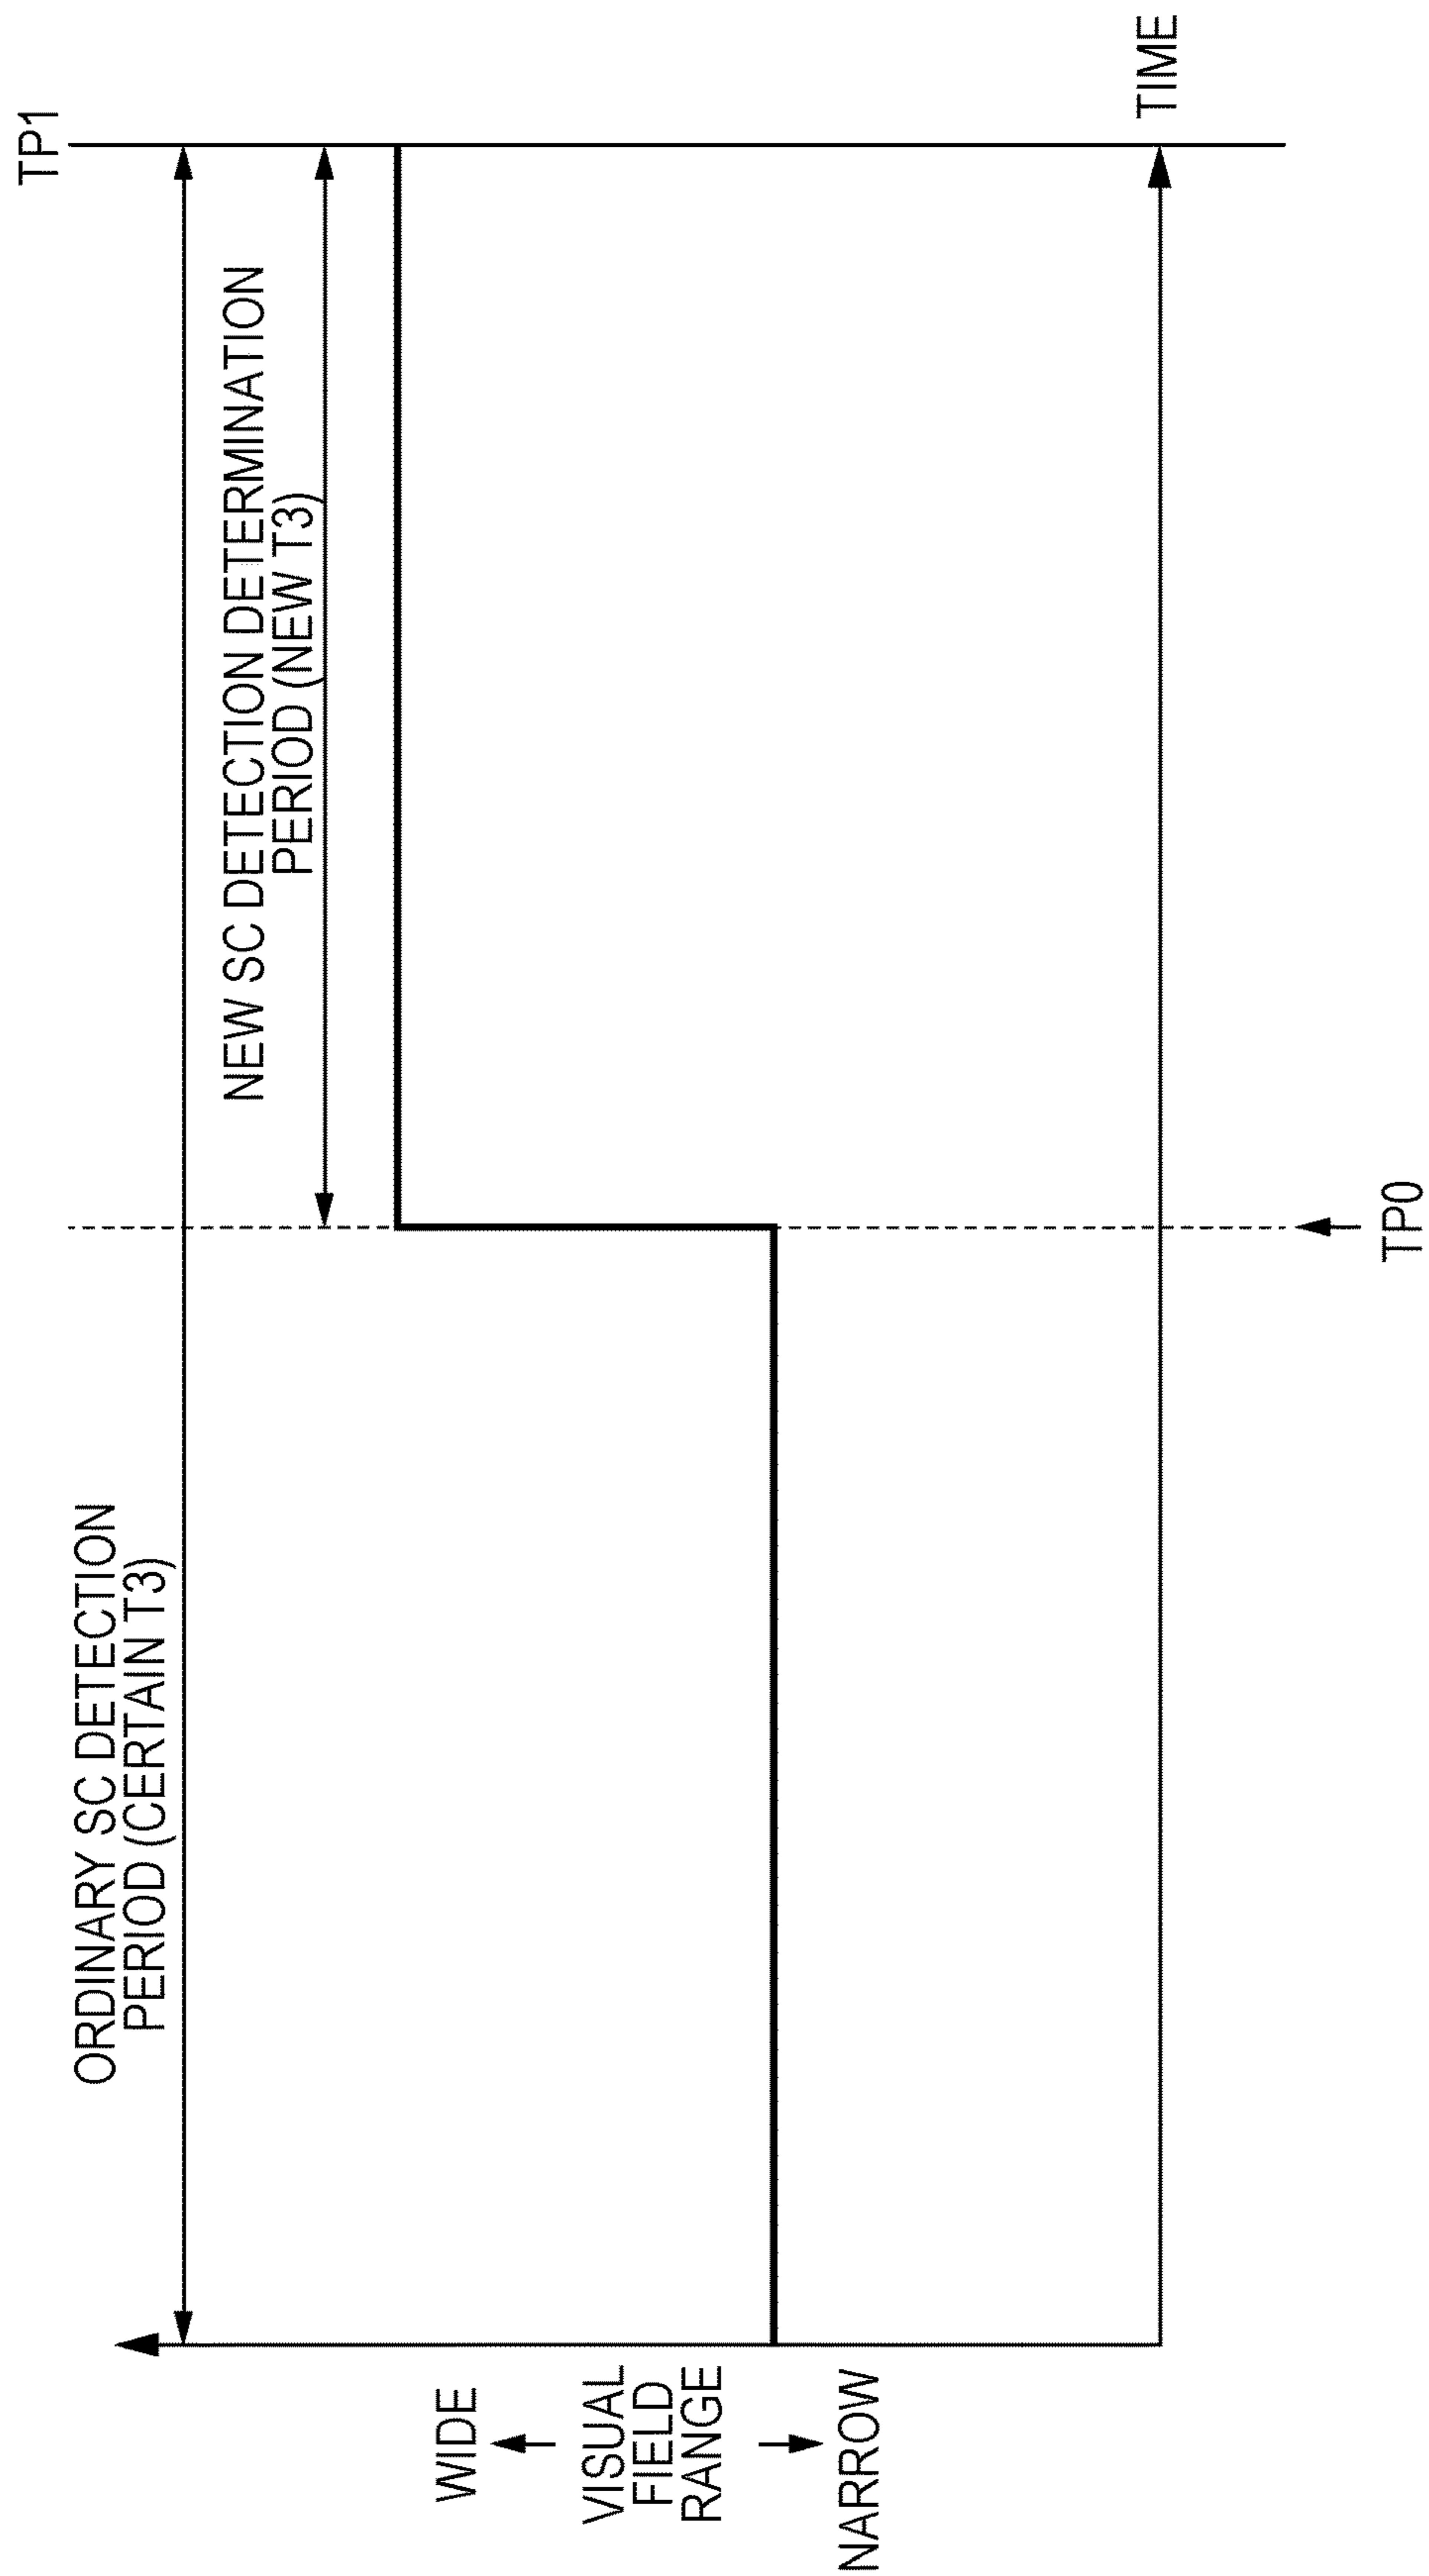 TP1
ORDINARY SC DETECTION
PERIOD (CERTAIN T3)
NEW SC DETECTION DETERMINATION
PERIOD (NEW T3)
WIDE
VISUAL
FIELD
RANGE
NARROW
TIME
TP0